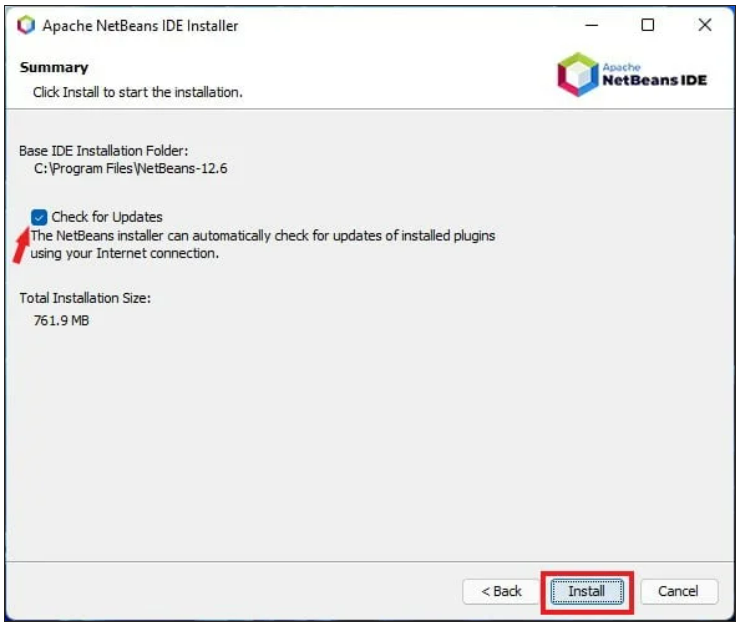 Apache NetBeans IDE Installer
Summary
Click Install to start the installation.
Apache
NetBeans IDE
Base IDE Installation Folder:
C:\Program Files\NetBeans-12.6
Check for Updates
The NetBeans installer can automatically check for updates of installed plugins
using your Internet connection.
Total Installation Size:
761.9 MB
< Back
Install
Cancel